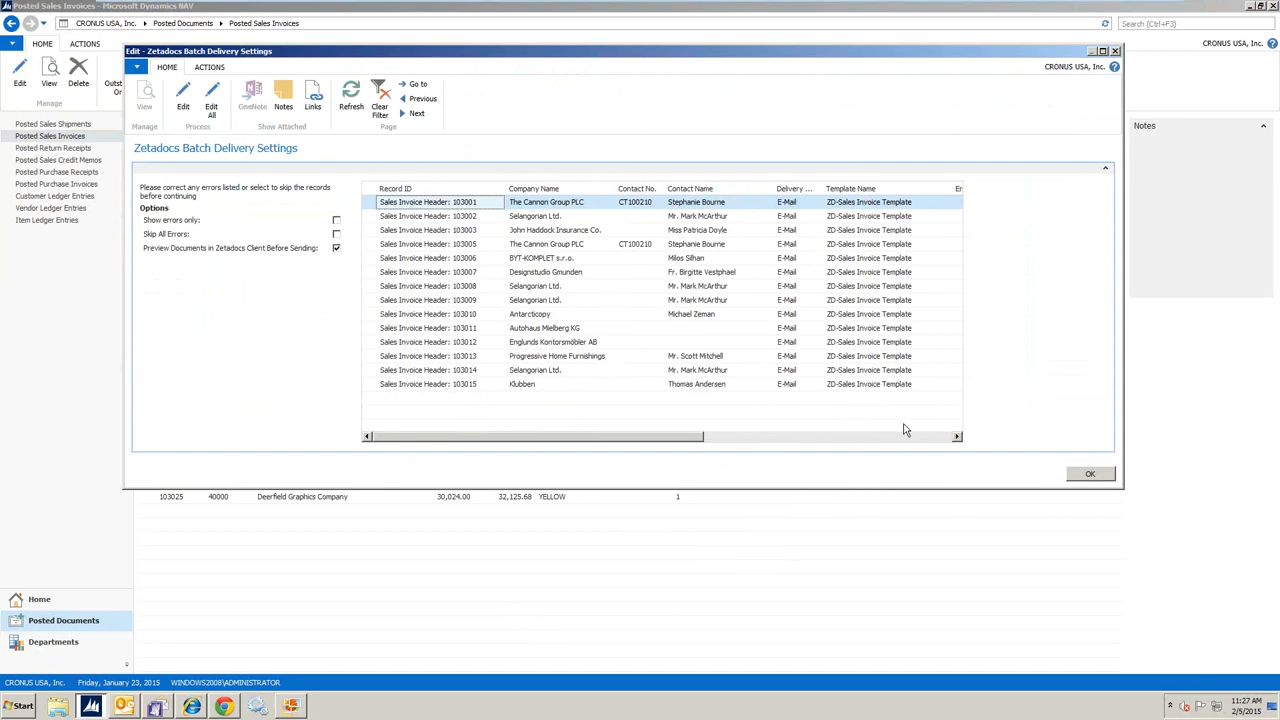 Posted Sales Invoices - Microsoft Dynamics NAV
CRONUS USA, Inc. Posted Documents Posted Sales Invoices
Search (Ctrl+F3)
HOME ACTIONS
CRONUS USA, Inc.
Edit View Delete Outst
Or
Manage
Posted Sales Shipments
Posted Sales Invoices
Posted Return Receipts
Posted Sales Credit Memos
Posted Purchase Receipts
Posted Purchase Invoices
Customer Ledger Entries
Vendor Ledger Entries
Item Ledger Entries
Edit - Zetadocs Batch Delivery Settings
HOME ACTIONS
CRONUS USA, Inc.
View Edit Edit All OneNote Notes Links Refresh Clear Filter Go to
Previous
Next
Manage Process Show Attached Page
Zetadocs Batch Delivery Settings
Please correct any errors listed or select to skip the records
before continuing
Options
Show errors only:
Skip All Errors:
Preview Documents in Zetadocs Client Before Sending:
Record ID Company Name Contact No. Contact Name Delivery ... Template Name Er
Sales Invoice Header: 103001 The Cannon Group PLC CT100210 Stephanie Bourne E-Mail ZD-Sales Invoice Template
Sales Invoice Header: 103002 Selangorian Ltd. Mr. Mark McArthur E-Mail ZD-Sales Invoice Template
Sales Invoice Header: 103003 John Haddock Insurance Co. Miss Patricia Doyle E-Mail ZD-Sales Invoice Template
Sales Invoice Header: 103005 The Cannon Group PLC CT100210 Stephanie Bourne E-Mail ZD-Sales Invoice Template
Sales Invoice Header: 103006 BYT-KOMPLET s.r.o. Milos Silhan E-Mail ZD-Sales Invoice Template
Sales Invoice Header: 103007 Designstudio Gmunden Fr. Birgitte Vestphael E-Mail ZD-Sales Invoice Template
Sales Invoice Header: 103008 Selangorian Ltd. Mr. Mark McArthur E-Mail ZD-Sales Invoice Template
Sales Invoice Header: 103009 Selangorian Ltd. Mr. Mark McArthur E-Mail ZD-Sales Invoice Template
Sales Invoice Header: 103010 Antarcticopy Michael Zeman E-Mail ZD-Sales Invoice Template
Sales Invoice Header: 103011 Autohaus Mielberg KG E-Mail ZD-Sales Invoice Template
Sales Invoice Header: 103012 Englunds Kontorsmöbler AB E-Mail ZD-Sales Invoice Template
Sales Invoice Header: 103013 Progressive Home Furnishings Mr. Scott Mitchell E-Mail ZD-Sales Invoice Template
Sales Invoice Header: 103014 Selangorian Ltd. Mr. Mark McArthur E-Mail ZD-Sales Invoice Template
Sales Invoice Header: 103015 Klubben Thomas Andersen E-Mail ZD-Sales Invoice Template
OK
Notes
103025 40000 Deerfield Graphics Company 30,024.00 32,125.68 YELLOW 1
Home
Posted Documents
Departments
CRONUS USA, Inc. Friday, January 23, 2015 WINDOWS2008\ADMINISTRATOR
Start
11:27 AM
2/5/2015